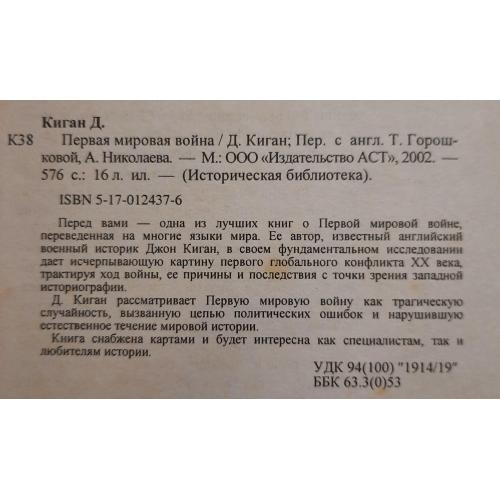 Киган Д.
К38 Первая мировая война / Д. Киган; Пер. с англ. Т. Горош-
ковой, А. Николаева. — М.: ООО «Издательство АСТ», 2002. —
576 с.: 16 л. ил. — (Историческая библиотека).
ISBN 5-17-012437-6
Перед вами — одна из лучших книг о Первой мировой войне,
переведенная на многие языки мира. Ее автор, известный английский
военный историк Джон Киган, в своем фундаментальном исследовании
дает исчерпывающую картину первого глобального конфликта XX века,
трактируя ход войны, ее причины и последствия с точки зрения западной
историографии.
Д. Киган рассматривает Первую мировую войну как трагическую
случайность, вызванную цепью политических ошибок и нарушившую
естественное течение мировой истории.
Книга снабжена картами и будет интересна как специалистам, так и
любителям истории.
УДК 94(100) "1914/19"
ББК 63.3(0)53